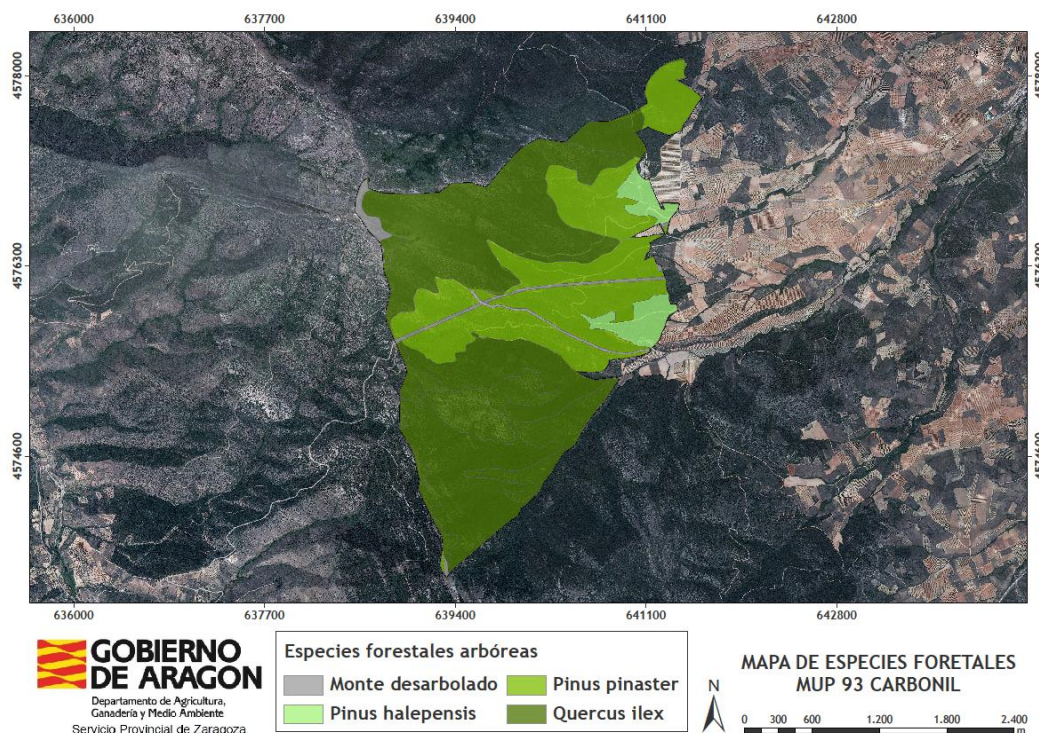 636000 637700 639400 641100 642800
4578000 4578000
4576300 4576300
4574600 4574600
636000 637700 639400 641100 642800
GOBIERNO
DE ARAGON
Departamento de Agricultura,
Ganadería y Medio Ambiente
Servicio Provincial de Zaragoza
Especies forestales arbóreas
Monte desarbolado Pinus pinaster
Pinus halepensis Quercus ilex
N
MAPA DE ESPECIES FORETALES
MUP 93 CARBONIL
0 300 600 1.200 1.800 2.400
m